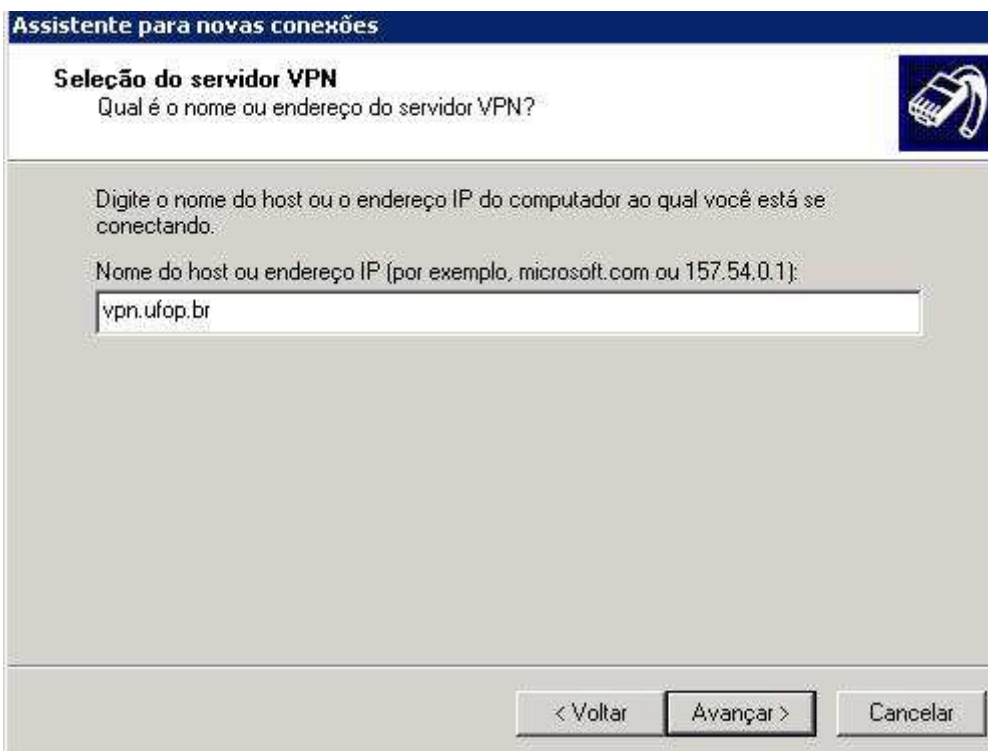 Assistente para novas conexões
Seleção do servidor VPN
Qual é o nome ou endereço do servidor VPN?
Digite o nome do host ou o endereço IP do computador ao qual você está se
conectando.
Nome do host ou endereço IP (por exemplo, microsoft.com ou 157.54.0.1):
vpn.ufop.br
< Voltar
Avançar >
Cancelar